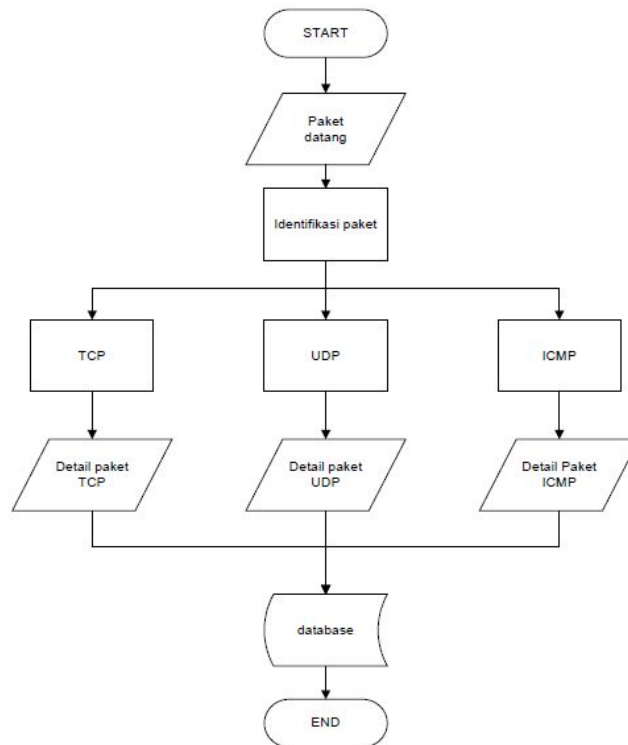 START
Paket
datang
Identifikasi paket
TCP
UDP
ICMP
Detail paket
TCP
Detail paket
UDP
Detail Paket
ICMP
database
END